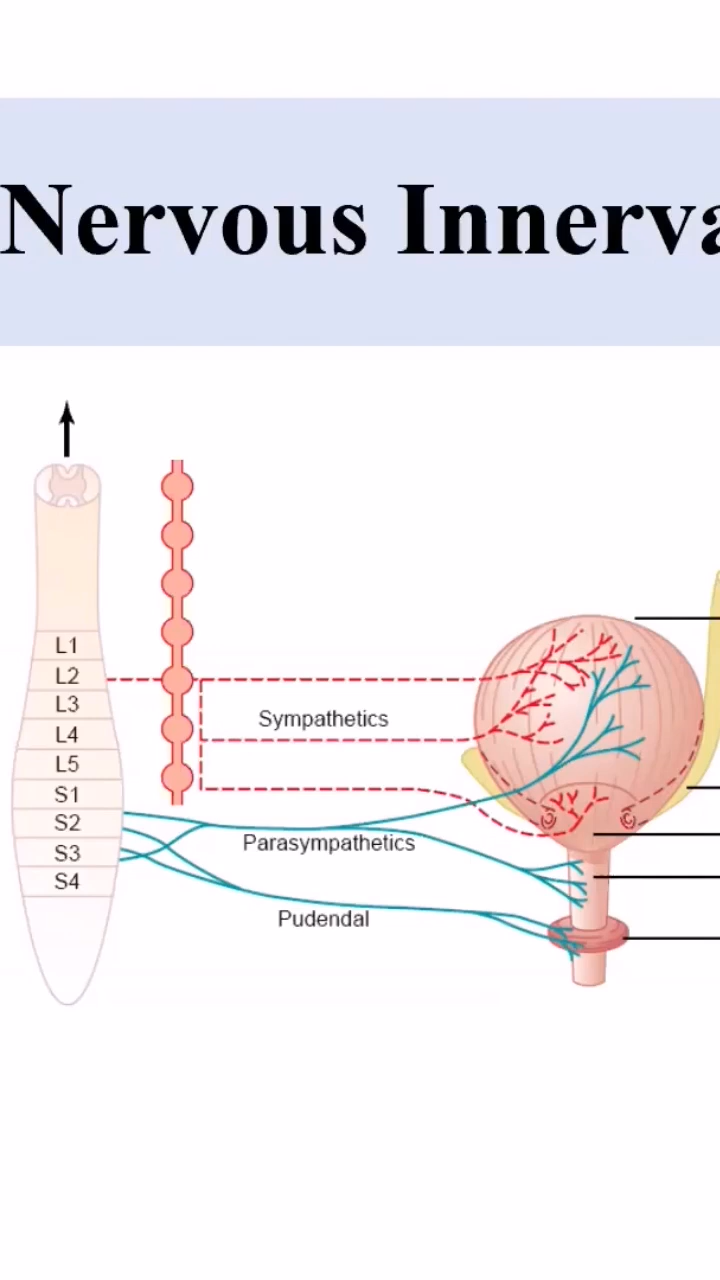 Nervous Innerva
L1
L2
L3
L4
L5
S1
S2
S3
S4
Sympathetics
Parasympathetics
Pudendal